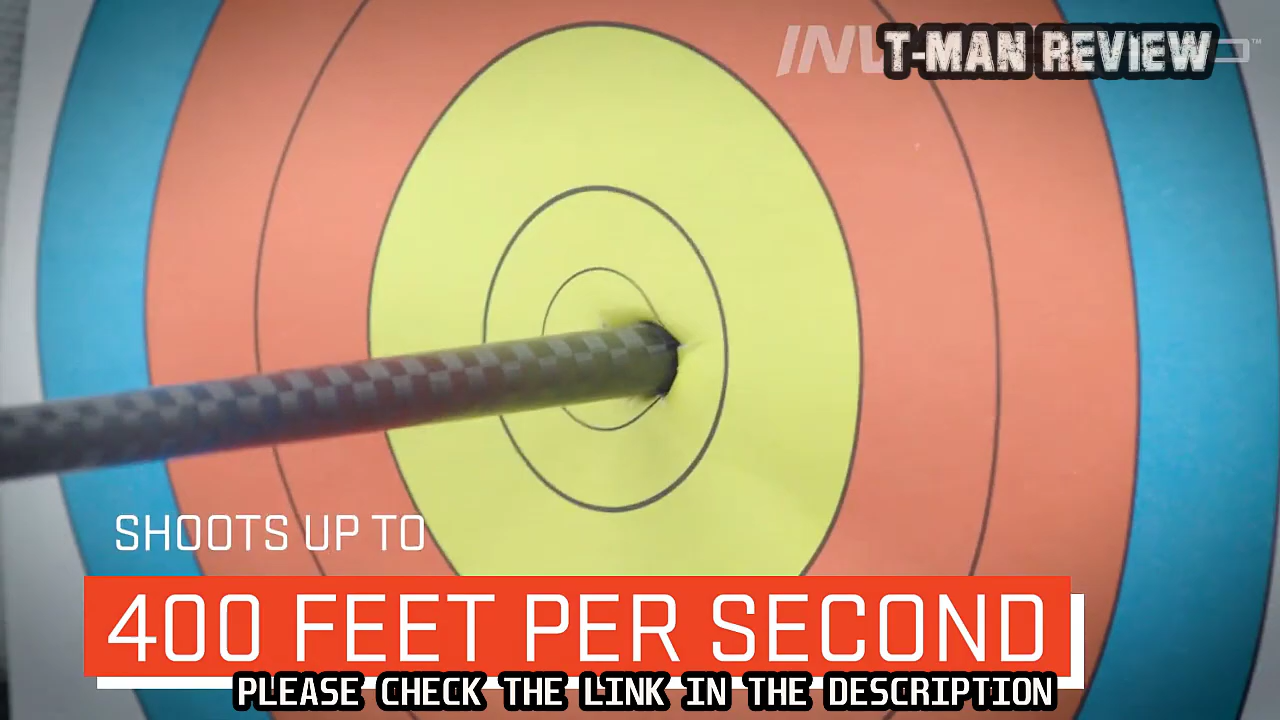 T-MAN REVIEW
SHOOTS UP TO
400 FEET PER SECOND
PLEASE CHECK THE LINK IN THE DESCRIPTION